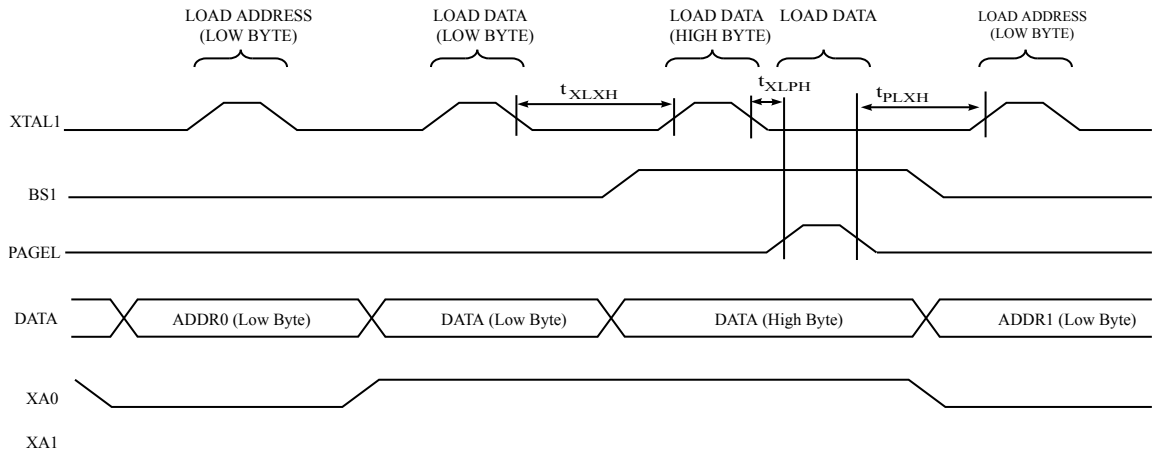 LOAD ADDRESS
(LOW BYTE)
LOAD DATA
(LOW BYTE)
LOAD DATA
(HIGH BYTE)
LOAD DATA
LOAD ADDRESS
(LOW BYTE)
tXLXH
tXLPH
tPLXH
XTAL1
BS1
PAGEL
DATA
ADDR0 (Low Byte)
DATA (Low Byte)
DATA (High Byte)
ADDR1 (Low Byte)
XA0
XA1